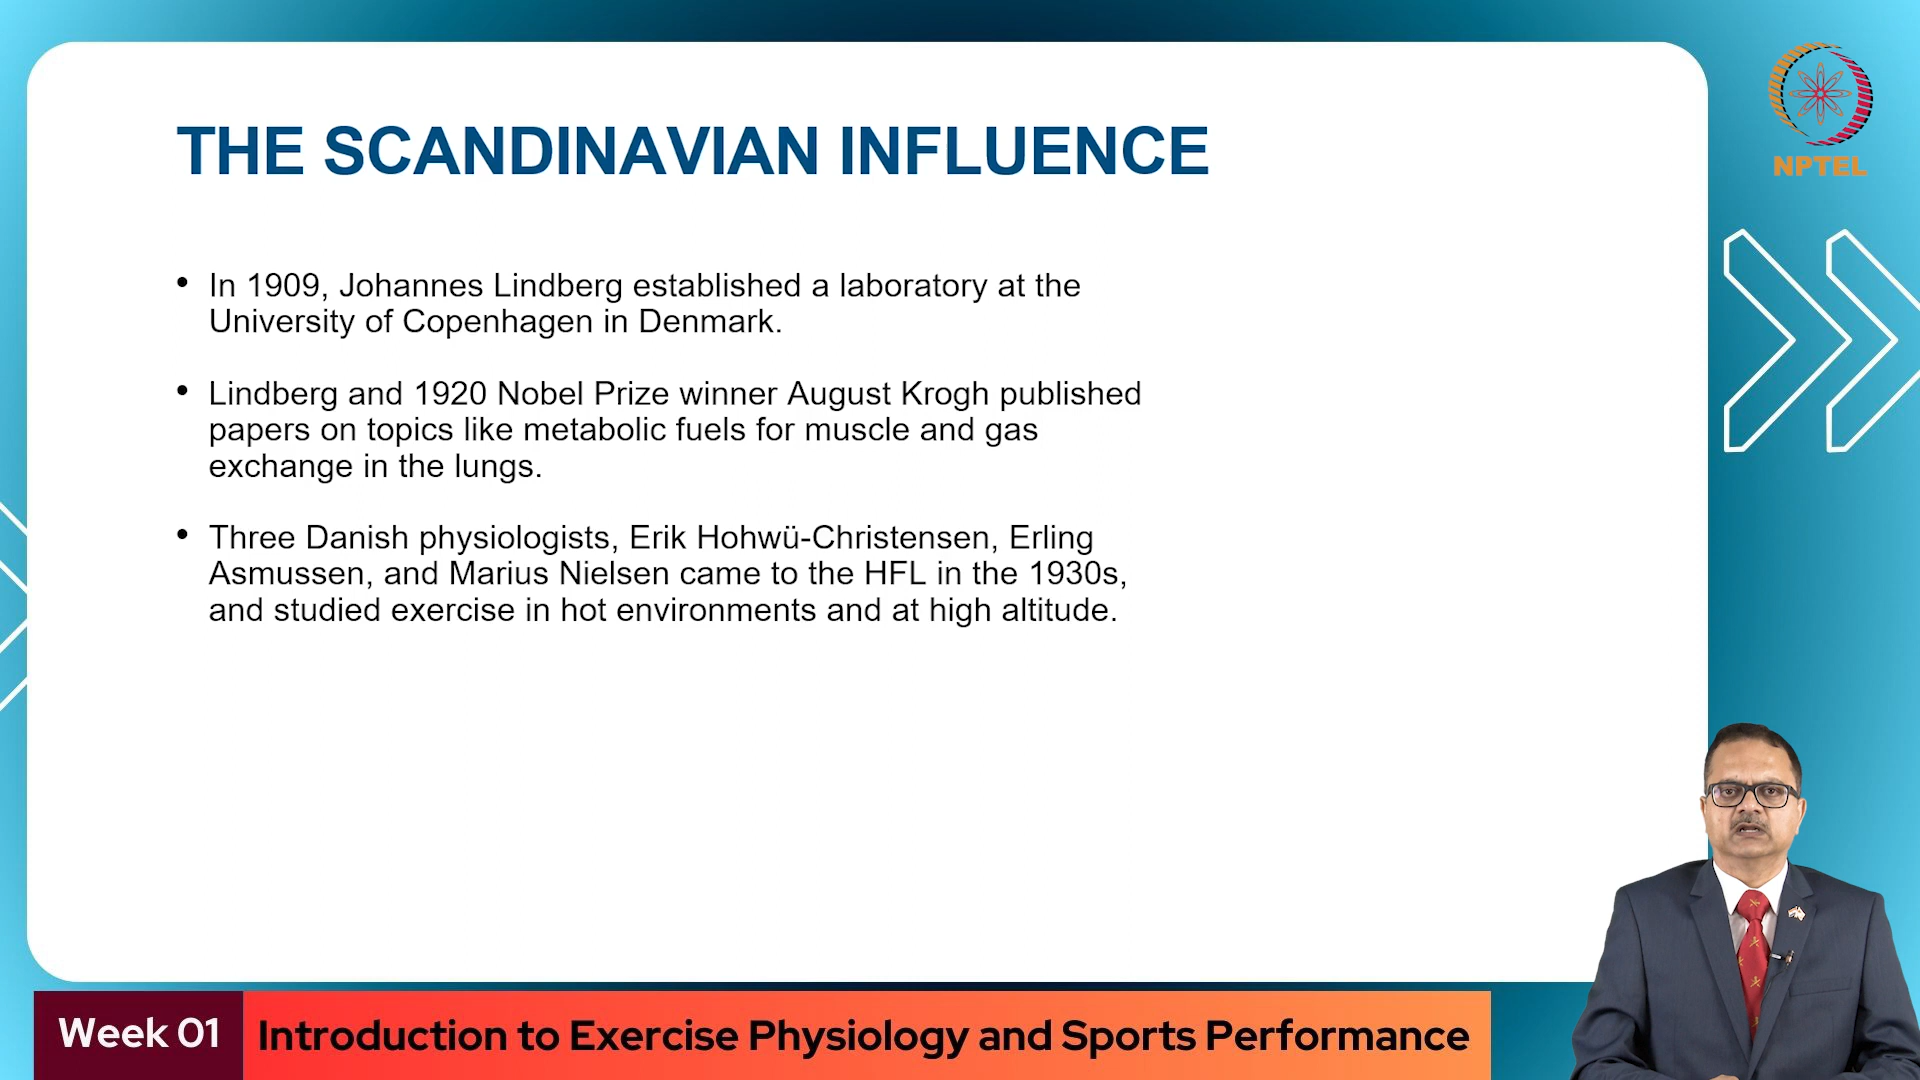 THE SCANDINAVIAN INFLUENCE
NPTEL
• In 1909, Johannes Lindberg established a laboratory at the
University of Copenhagen in Denmark.
• Lindberg and 1920 Nobel Prize winner August Krogh published
papers on topics like metabolic fuels for muscle and gas
exchange in the lungs.
• Three Danish physiologists, Erik Hohwü-Christensen, Erling
Asmussen, and Marius Nielsen came to the HFL in the 1930s,
and studied exercise in hot environments and at high altitude.
Week 01
Introduction to Exercise Physiology and Sports Performance